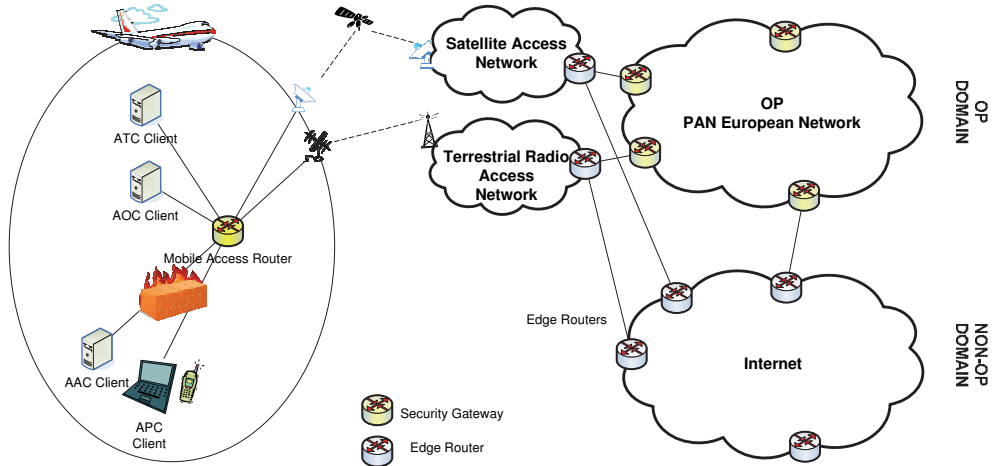 ATC Client
AOC Client
Mobile Access Router
AAC Client
APC
Client
Satellite Access
Network
Terrestrial Radio
Access
Network
OP
PAN European Network
OP
DOMAIN
Edge Routers
Internet
NON-OP
DOMAIN
Security Gateway
Edge Router